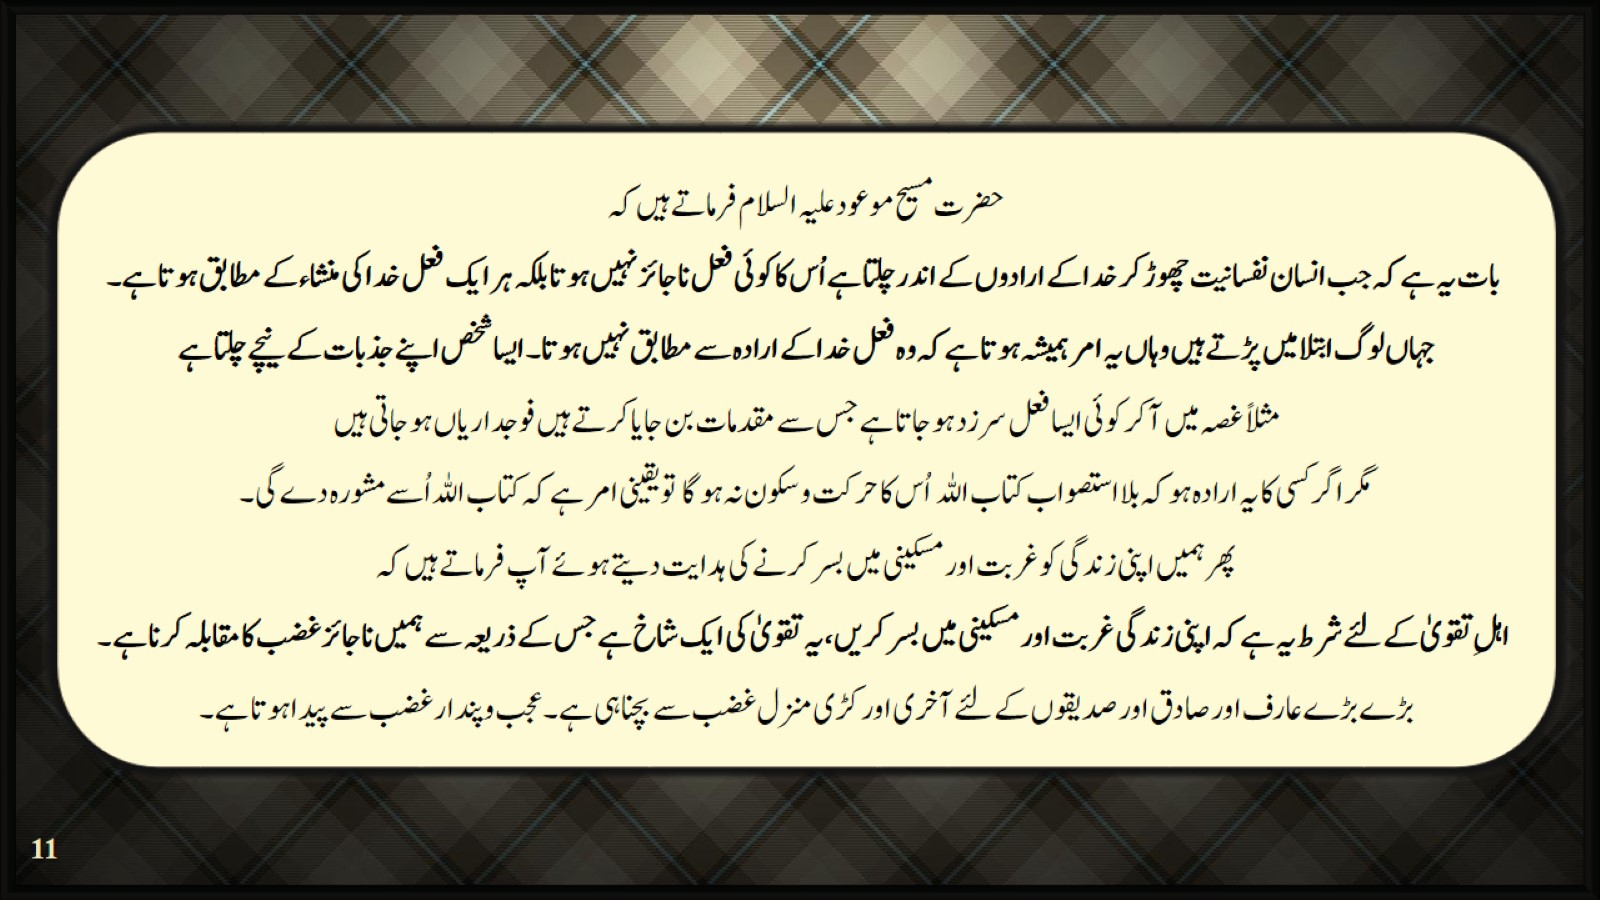 حضرت مسیح موعود علیہ السلام فرماتے ہیں کہ
بات یہ ہے کہ جب انسان نفسانیت چھوڑ کر خدا کے ارادوں کے اندر چلتا ہے اُس کا کوئی فعل ناجائز نہیں ہوتا بلکہ ہر ایک فعل خدا کی منشاء کے مطابق ہوتا ہے۔
جہاں لوگ ابتلا میں پڑتے ہیں وہاں یہ امر ہمیشہ ہوتا ہے کہ وہ فعل خدا کے ارادہ سے مطابق نہیں ہوتا۔ ایسا شخص اپنے جذبات کے نیچے چلتا ہے
مثلاً غصہ میں آ کر کوئی ایسا فعل سرزد ہو جاتا ہے جس سے مقدمات بن جایا کرتے ہیں فوجداریاں ہو جاتی ہیں
مگر اگر کسی کا یہ ارادہ ہو کہ بلا استصواب کتاب اللہ اُس کا حرکت و سکون نہ ہو گا تو یقینی امر ہے کہ کتاب اللہ اُسے مشورہ دے گی۔
پھر ہمیں اپنی زندگی کو غربت اور مسکینی میں بسر کرنے کی ہدایت دیتے ہوئے آپ فرماتے ہیں کہ
اہلِ تقویٰ کے لئے شرط یہ ہے کہ اپنی زندگی غربت اور مسکینی میں بسر کریں، یہ تقویٰ کی ایک شاخ ہے جس کے ذریعہ سے ہمیں ناجائز غضب کا مقابلہ کرنا ہے۔
بڑے بڑے عارف اور صادق اور صدیقوں کے لئے آخری اور کڑی منزل غضب سے بچنا ہی ہے۔ عجب و پندار غضب سے پیدا ہوتا ہے۔
11